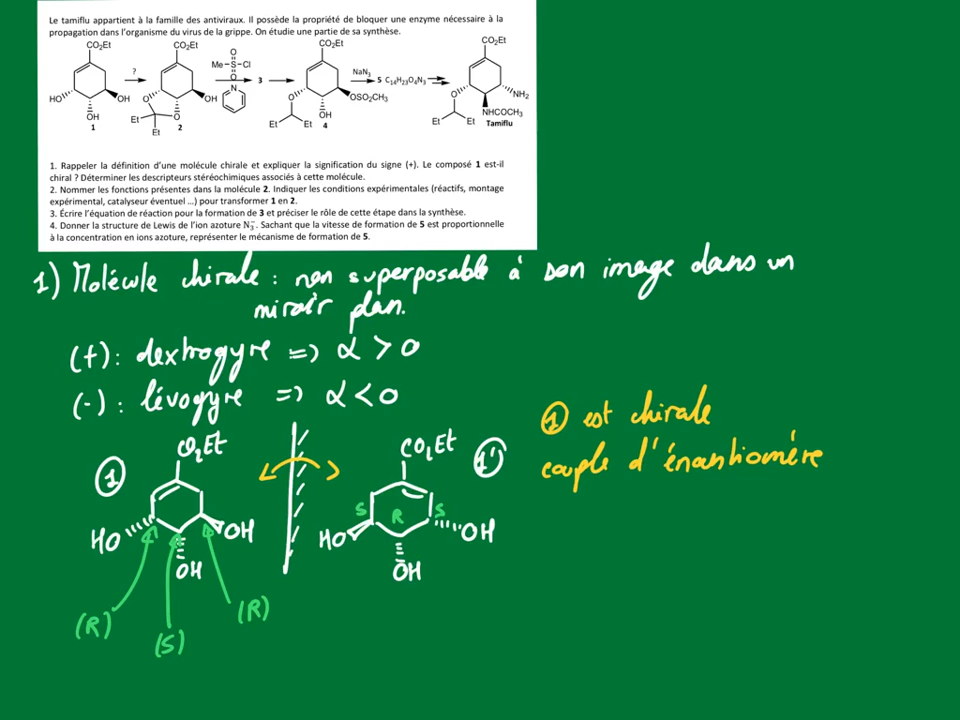 Le tamiflu appartient à la famille des antiviraux. Il possède la propriété de bloquer une enzyme nécessaire à la
propagation dans l'organisme du virus de la grippe. On étudie une partie de sa synthèse.
CO₂Et CO₂Et CO₂Et CO₂Et
O
Me–S–Cl
O
N
? 3 NaN₃ 5 C₁₄H₂₃O₄N₃
HO OH O OH O OSO₂CH₃ O NH₂
OH Et O OH NHCOCH₃
Et Et Et Et Et
1 2 4 Tamiflu
1. Rappeler la définition d'une molécule chirale et expliquer la signification du signe (+). Le composé 1 est-il
chiral ? Déterminer les descripteurs stéréochimiques associés à cette molécule.
2. Nommer les fonctions présentes dans la molécule 2. Indiquer les conditions expérimentales (réactifs, montage
expérimental, catalyseur éventuel ...) pour transformer 1 en 2.
3. Écrire l'équation de réaction pour la formation de 3 et préciser le rôle de cette étape dans la synthèse.
4. Donner la structure de Lewis de l'ion azoture N₃⁻. Sachant que la vitesse de formation de 5 est proportionnelle
à la concentration en ions azoture, représenter le mécanisme de formation de 5.
1) Molécule chirale : non superposable à son image dans un
miroir plan.
(+) : dextrogyre => α > 0
(-) : lévogyre => α < 0
① est chirale
couple d'énantiomère
① CO₂Et CO₂Et ①'
S R S
HO OH HO OH
OH OH
(R) (S) (R)